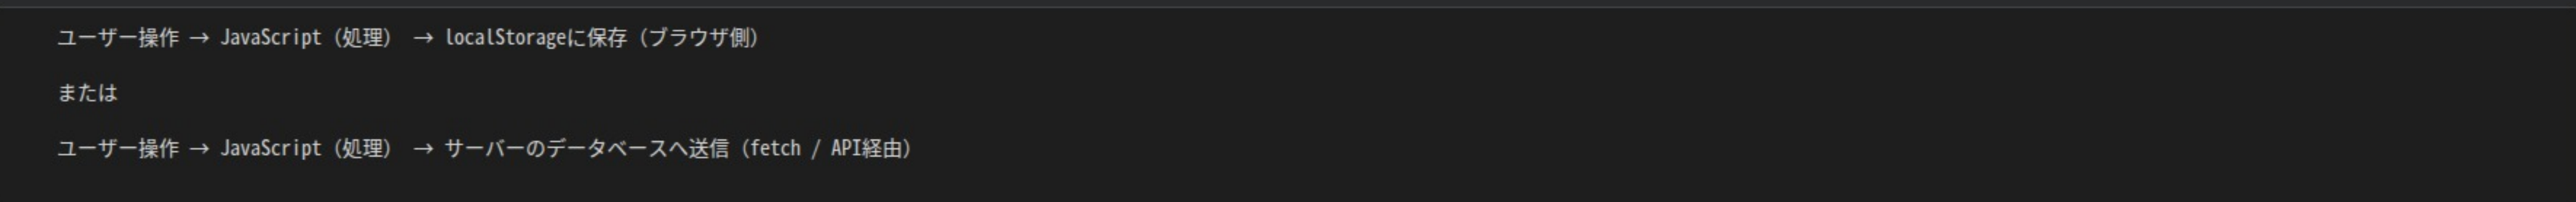 ユーザー操作 → JavaScript（処理） → localStorageに保存（ブラウザ側）
または
ユーザー操作 → JavaScript（処理） → サーバーのデータベースへ送信（fetch / API経由）